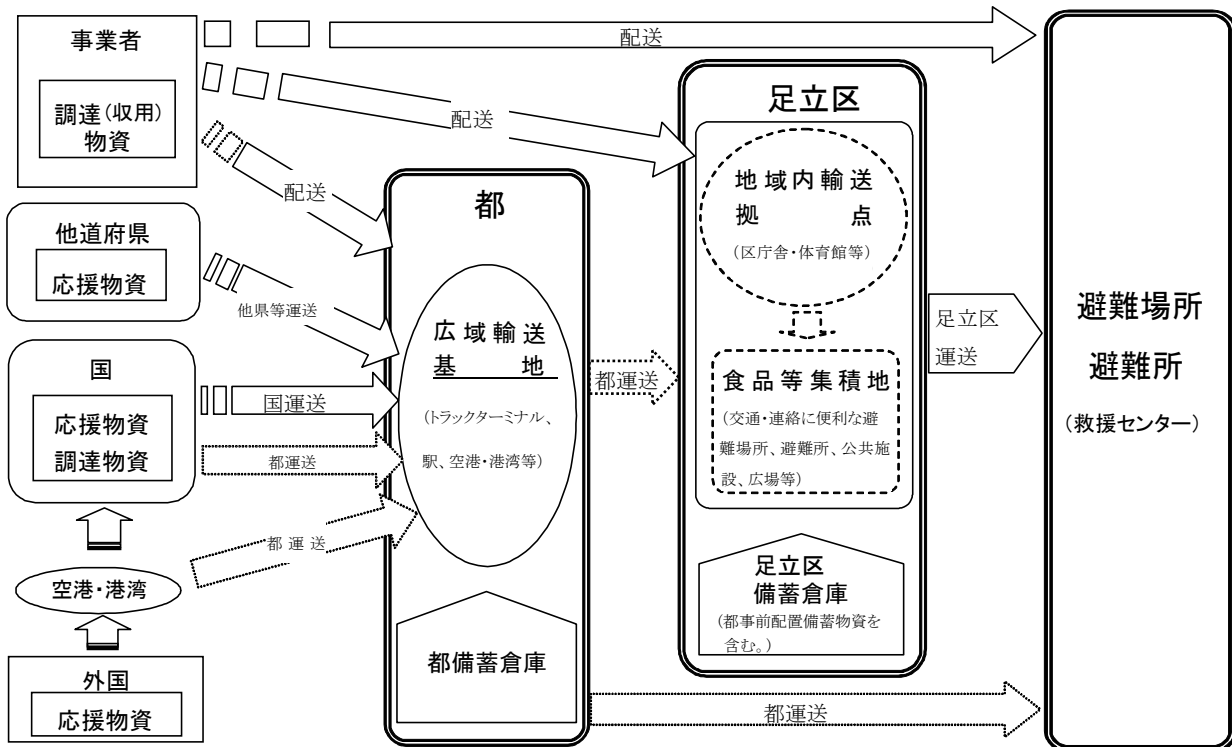 事業者
調達(収用)
物資
他道府県
応援物資
国
応援物資
調達物資
空港・港湾
外国
応援物資
配送
配送
配送
他県等運送
国運送
都運送
都 運 送
都
広域輸送
基地
(トラックターミナル、
駅、空港・港湾等)
都備蓄倉庫
都運送
都運送
足立区
地域内輸送
拠点
(区庁舎・体育館等)
食品等集積地
(交通・連絡に便利な避
難場所、避難所、公共施
設、広場等)
足立区
備蓄倉庫
(都事前配置備蓄物資を
含む。)
足立区
運送
避難場所
避難所
(救援センター)